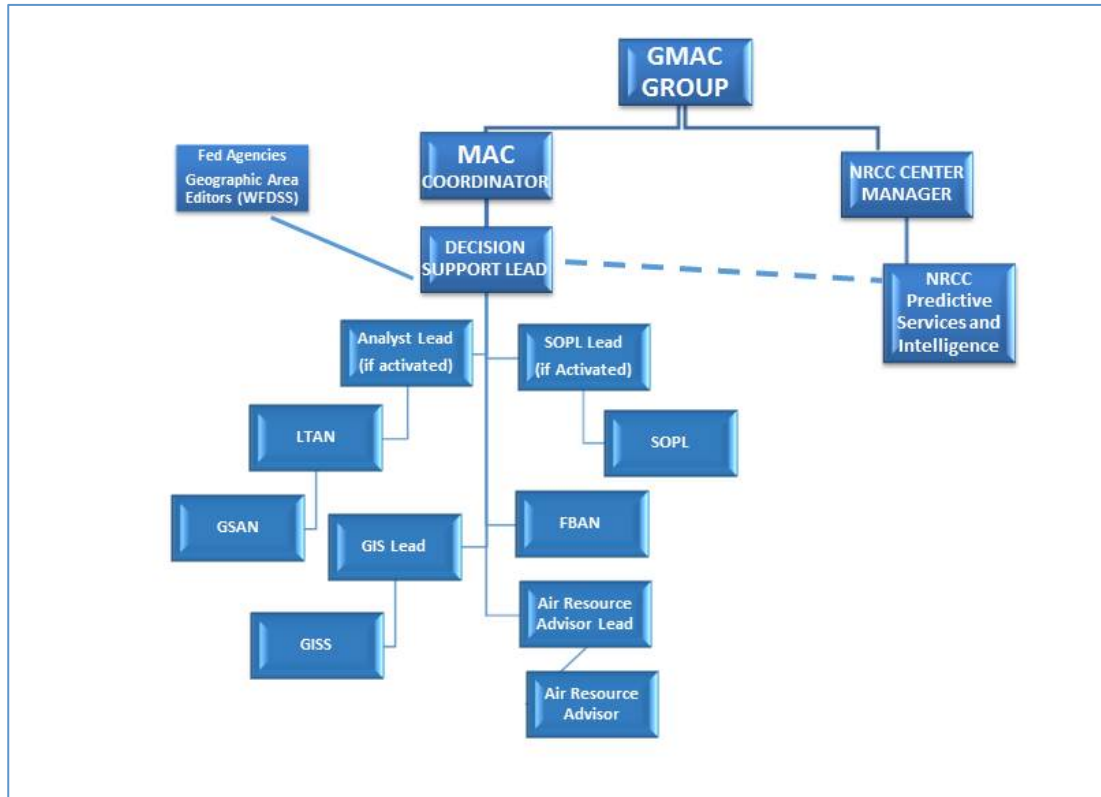 GMAC
GROUP
MAC
COORDINATOR
NRCC CENTER
MANAGER
Fed Agencies
Geographic Area
Editors (WFDSS)
DECISION
SUPPORT LEAD
NRCC
Predictive
Services and
Intelligence
Analyst Lead
(if activated)
SOPL Lead
(if Activated)
LTAN
SOPL
GSAN
GIS Lead
FBAN
GISS
Air Resource
Advisor Lead
Air Resource
Advisor